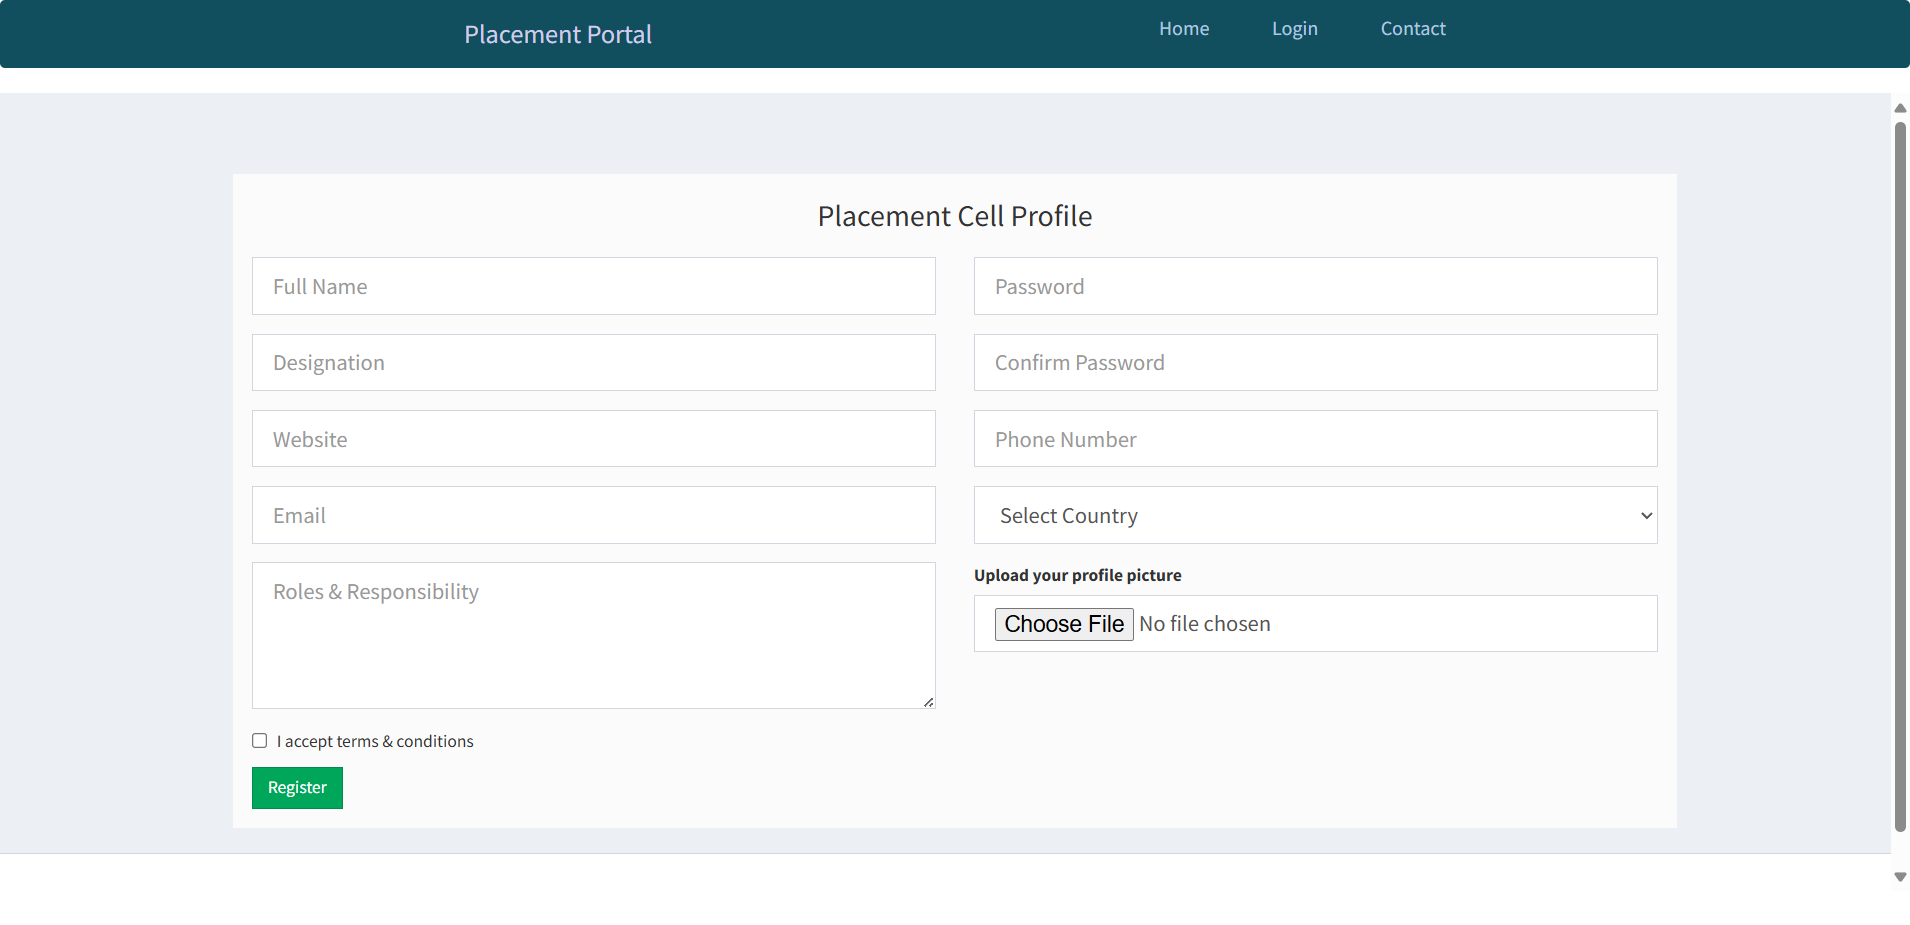 Placement Portal
Home
Login
Contact
Placement Cell Profile
Full Name
Password
Designation
Confirm Password
Website
Phone Number
Email
Select Country
Roles & Responsibility
Upload your profile picture
Choose File No file chosen
I accept terms & conditions
Register